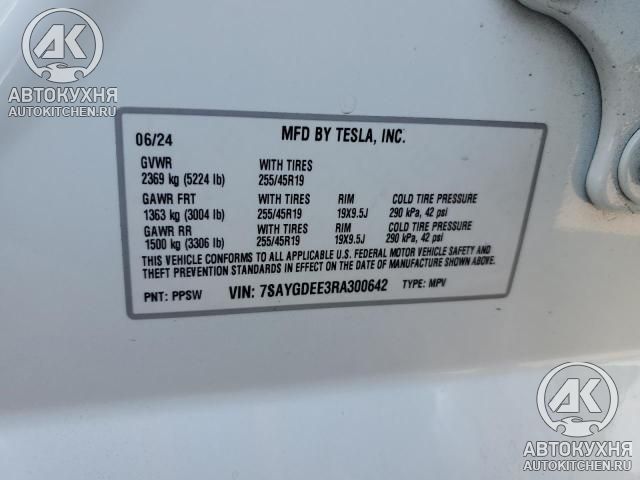 АК
АВТОКУХНЯ
AUTOKITCHEN.RU
06/24 MFD BY TESLA, INC.
GVWR WITH TIRES
2369 kg (5224 lb) 255/45R19
GAWR FRT WITH TIRES RIM COLD TIRE PRESSURE
1363 kg (3004 lb) 255/45R19 19X9.5J 290 kPa, 42 psi
GAWR RR WITH TIRES RIM COLD TIRE PRESSURE
1500 kg (3306 lb) 255/45R19 19X9.5J 290 kPa, 42 psi
THIS VEHICLE CONFORMS TO ALL APPLICABLE U.S. FEDERAL MOTOR VEHICLE SAFETY AND
THEFT PREVENTION STANDARDS IN EFFECT ON THE DATE OF MANUFACTURE SHOWN ABOVE.
PNT: PPSW VIN: 7SAYGDEE3RA300642 TYPE: MPV
АК
АВТОКУХНЯ
AUTOKITCHEN.RU